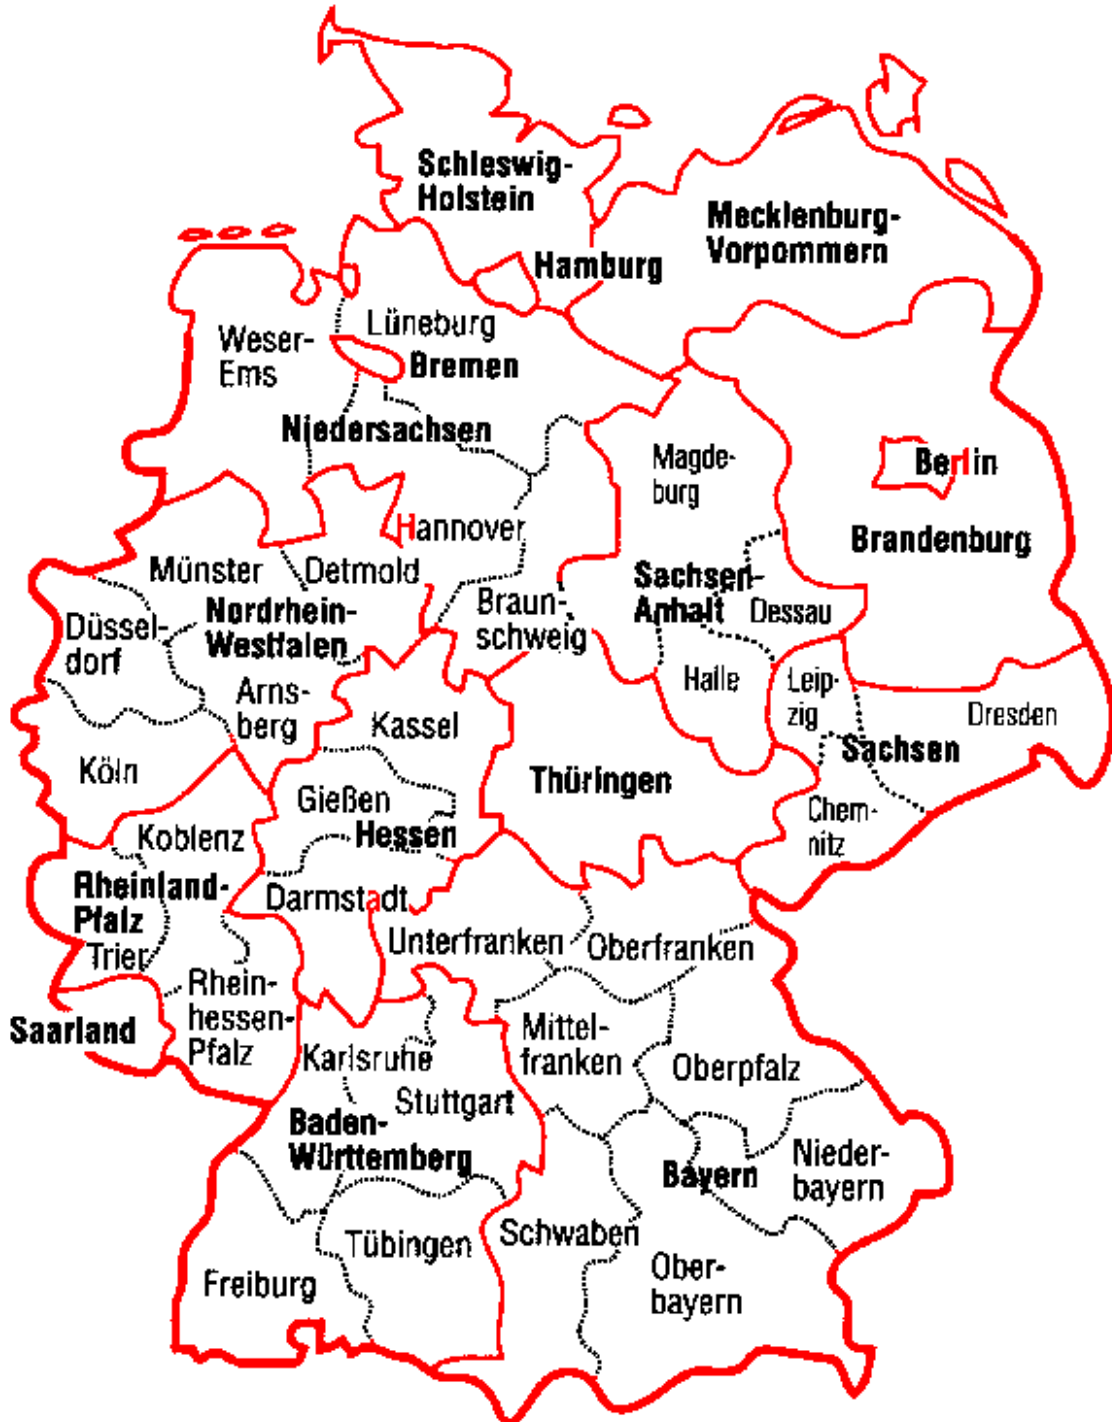 Schleswig-
Holstein
Mecklenburg-
Vorpommern
Hamburg
Lüneburg
Weser-
Ems
Bremen
Niedersachsen
Magde-
burg
Berlin
Hannover
Brandenburg
Münster
Detmold
Sachsen-
Anhalt
Dessau
Nordrhein-
Westfalen
Braun-
schweig
Düssel-
dorf
Arns-
berg
Halle
Leip-
zig
Dresden
Kassel
Sachsen
Köln
Thüringen
Gießen
Hessen
Chem-
nitz
Koblenz
Rheinland-
Pfalz
Trier
Darmstadt
Unterfranken
Oberfranken
Rhein-
hessen-
Pfalz
Saarland
Mittel-
franken
Karlsruhe
Oberpfalz
Stuttgart
Baden-
Württemberg
Bayern
Nieder-
bayern
Schwaben
Tübingen
Freiburg
Ober-
bayern